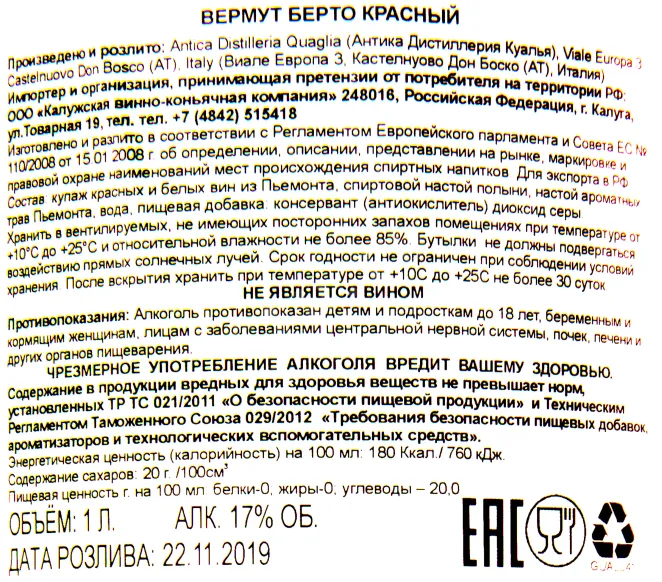 ВЕРМУТ БЕРТО КРАСНЫЙ
Произведено и розлито: Antica Distilleria Quaglia (Антика Дистиллерия Куалья), Viale Europa 3
Castelnuovo Don Bosco (AT), Italy (Виале Европа 3, Кастелнуово Дон Боско (АТ), Италия)
Импортер и организация, принимающая претензии от потребителя на территории РФ:
ООО «Калужская винно-коньячная компания» 248016, Российская Федерация, г. Калуга,
ул.Товарная 19, тел. тел. +7 (4842) 515418
Изготовлено и разлито в соответствии с Регламентом Европейского парламента и Совета ЕС №
110/2008 от 15.01.2008 г. об определении, описании, представлении на рынке, маркировке и
правовой охране наименований мест происхождения спиртных напитков. Для экспорта в РФ
Состав купаж красных и белых вин из Пьемонта, спиртовой настой полыни, настой ароматных
трав Пьемонта, вода, пищевая добавка: консервант (антиокислитель) диоксид серы.
Хранить в вентилируемых, не имеющих посторонних запахов помещениях при температуре от
+10°С до +25°С и относительной влажности не более 85%. Бутылки не должны подвергаться
воздействию прямых солнечных лучей. Срок годности не ограничен при соблюдении условий
хранения. После вскрытия хранить при температуре от +10С до +25С не более 30 суток
НЕ ЯВЛЯЕТСЯ ВИНОМ
Противопоказания: Алкоголь противопоказан детям и подросткам до 18 лет, беременным и
кормящим женщинам, лицам с заболеваниями центральной нервной системы, почек, печени и
других органов пищеварения.
ЧРЕЗМЕРНОЕ УПОТРЕБЛЕНИЕ АЛКОГОЛЯ ВРЕДИТ ВАШЕМУ ЗДОРОВЬЮ.
Содержание в продукции вредных для здоровья веществ не превышает норм,
установленных ТР ТС 021/2011 «О безопасности пищевой продукции» и Техническим
Регламентом Таможенного Союза 029/2012 «Требования безопасности пищевых добавок,
ароматизаторов и технологических вспомогательных средств».
Энергетическая ценность (калорийность) на 100 мл: 180 Ккал./ 760 кДж.
Содержание сахаров: 20 г. /100см³
Пищевая ценность г. на 100 мл: белки-0, жиры-0, углеводы – 20,0
ОБЪЁМ: 1 Л. АЛК. 17% ОБ.
ДАТА РОЗЛИВА: 22.11.2019
EAC